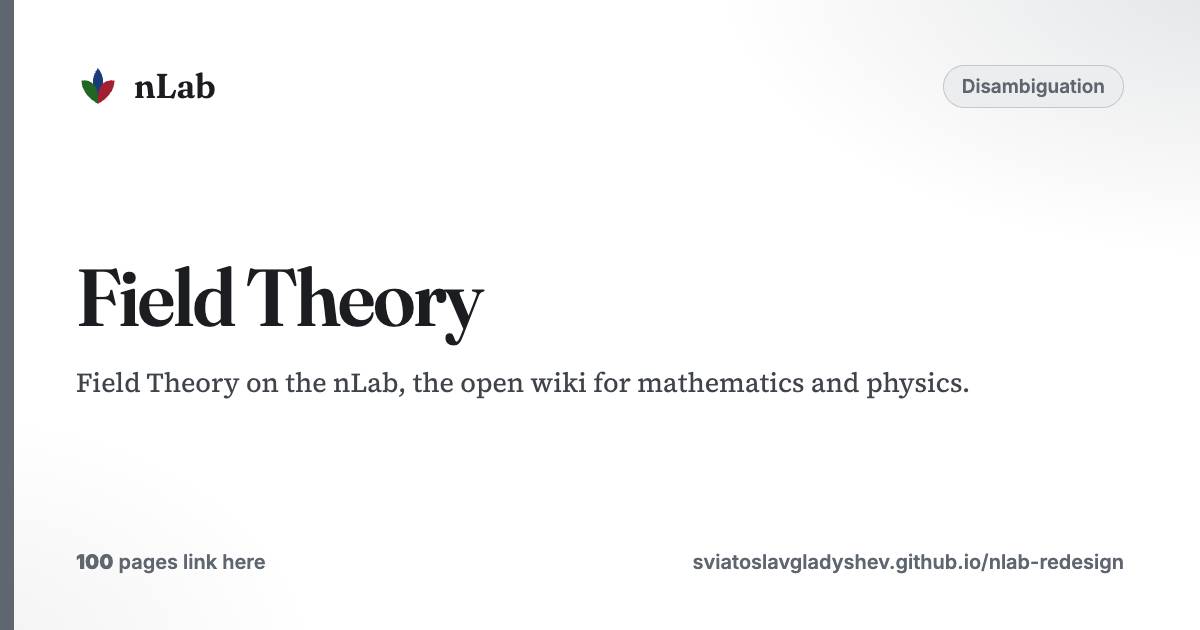 nLab
Disambiguation
Field Theory
Field Theory on the nLab, the open wiki for mathematics and physics.
100 pages link here
sviatoslavgladyshev.github.io/nlab-redesign